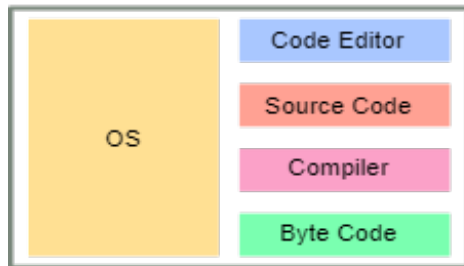 OS
Code Editor
Source Code
Compiler
Byte Code